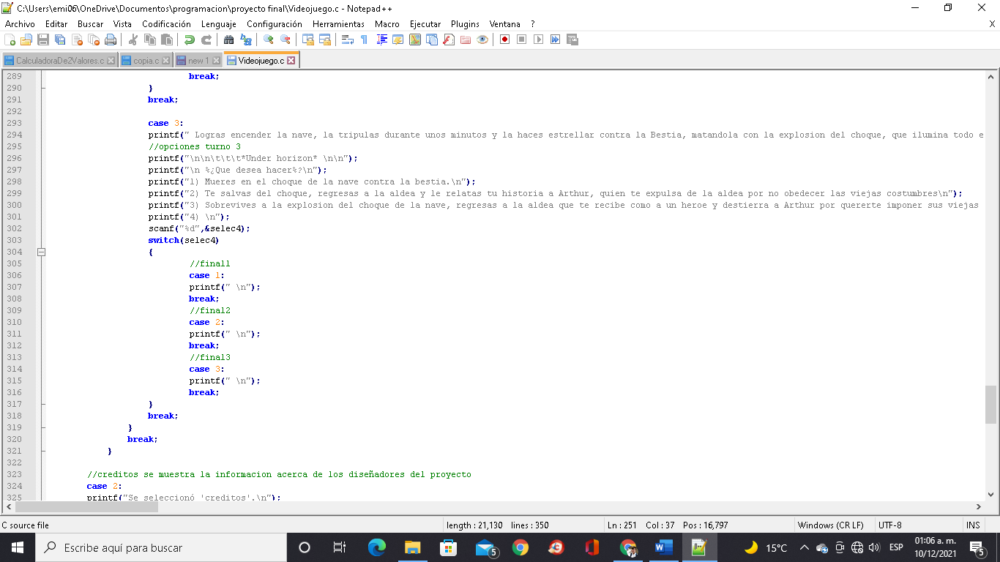 C:\Users\emi06\OneDrive\Documentos\programacion\proyecto final\Videojuego.c - Notepad++
Archivo Editar Buscar Vista Codificación Lenguaje Configuración Herramientas Macro Ejecutar Plugins Ventana ? X
CalculadoraDe2Valores.c copia.c new 1 Videojuego.c
289 break;
290 }
291 break;
292
293 case 3:
294 printf(" Logras encender la nave, la tripulas durante unos minutos y la haces estrellar contra la Bestia, matandola con la explosion del choque, que ilumina todo e
295 //opciones turno 3
296 printf("\n\n\t\t\t*Under horizon* \n\n");
297 printf("\n %¿Que desea hacer%?\n");
298 printf("1) Mueres en el choque de la nave contra la bestia.\n");
299 printf("2) Te salvas del choque, regresas a la aldea y le relatas tu historia a Arthur, quien te expulsa de la aldea por no obedecer las viejas costumbres\n");
300 printf("3) Sobrevives a la explosion del choque de la nave, regresas a la aldea que te recibe como a un heroe y destierra a Arthur por quererte imponer sus viejas
301 printf("4) \n");
302 scanf("%d",&selec4);
303 switch(selec4)
304 {
305 //final1
306 case 1:
307 printf(" \n");
308 break;
309 //final2
310 case 2:
311 printf(" \n");
312 break;
313 //final3
314 case 3:
315 printf(" \n");
316 break;
317 }
318 break;
319 }
320 break;
321 }
322
323 //creditos se muestra la informacion acerca de los diseñadores del proyecto
324 case 2:
325 printf("Se seleccionó 'creditos'.\n");
C source file length : 21,130 lines : 350 Ln : 251 Col : 37 Pos : 16,797 Windows (CR LF) UTF-8 INS
Escribe aquí para buscar 5 15°C ESP 01:06 a. m. 5
10/12/2021